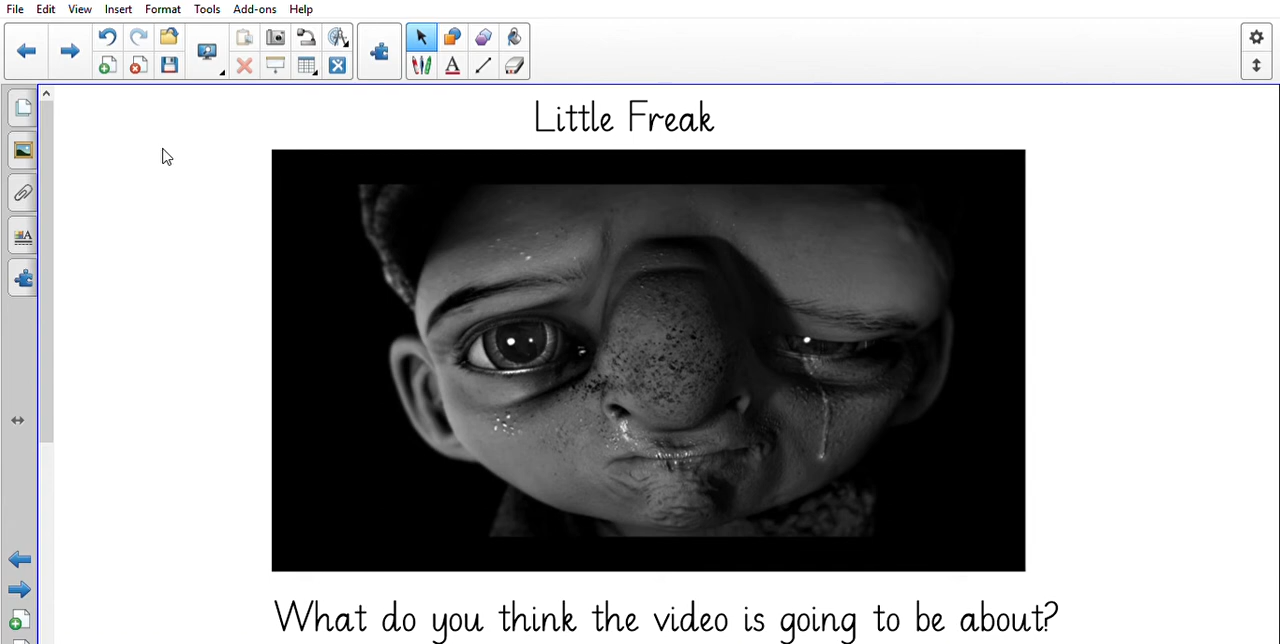 File Edit View Insert Format Tools Add-ons Help
Little Freak
What do you think the video is going to be about?